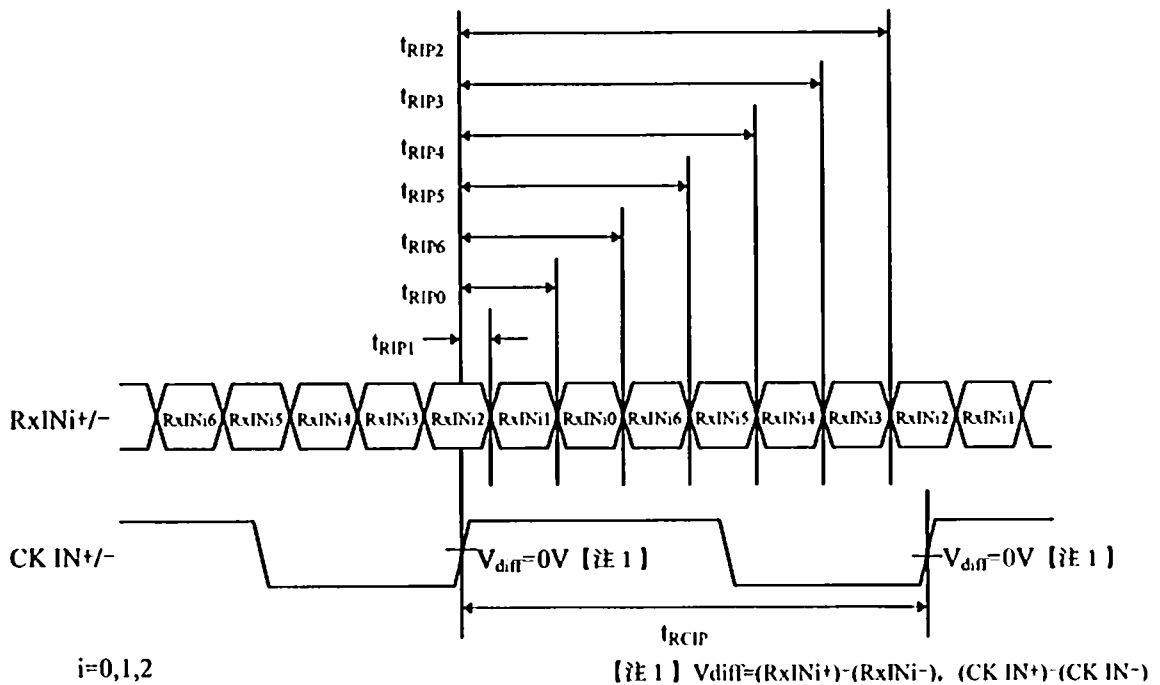 tRIP2
tRIP3
tRIP4
tRIP5
tRIP6
tRIP0
tRIP1
RxINi+/-
RxINi6 RxINi5 RxINi4 RxINi3 RxINi2 RxINi1 RxINi0 RxINi6 RxINi5 RxINi4 RxINi3 RxINi2 RxINi1
CK IN+/-
Vdiff=0V【注1】 Vdiff=0V【注1】
tRCIP
i=0,1,2
【注1】Vdiff=(RxINi+)-(RxINi-), (CK IN+)-(CK IN-)